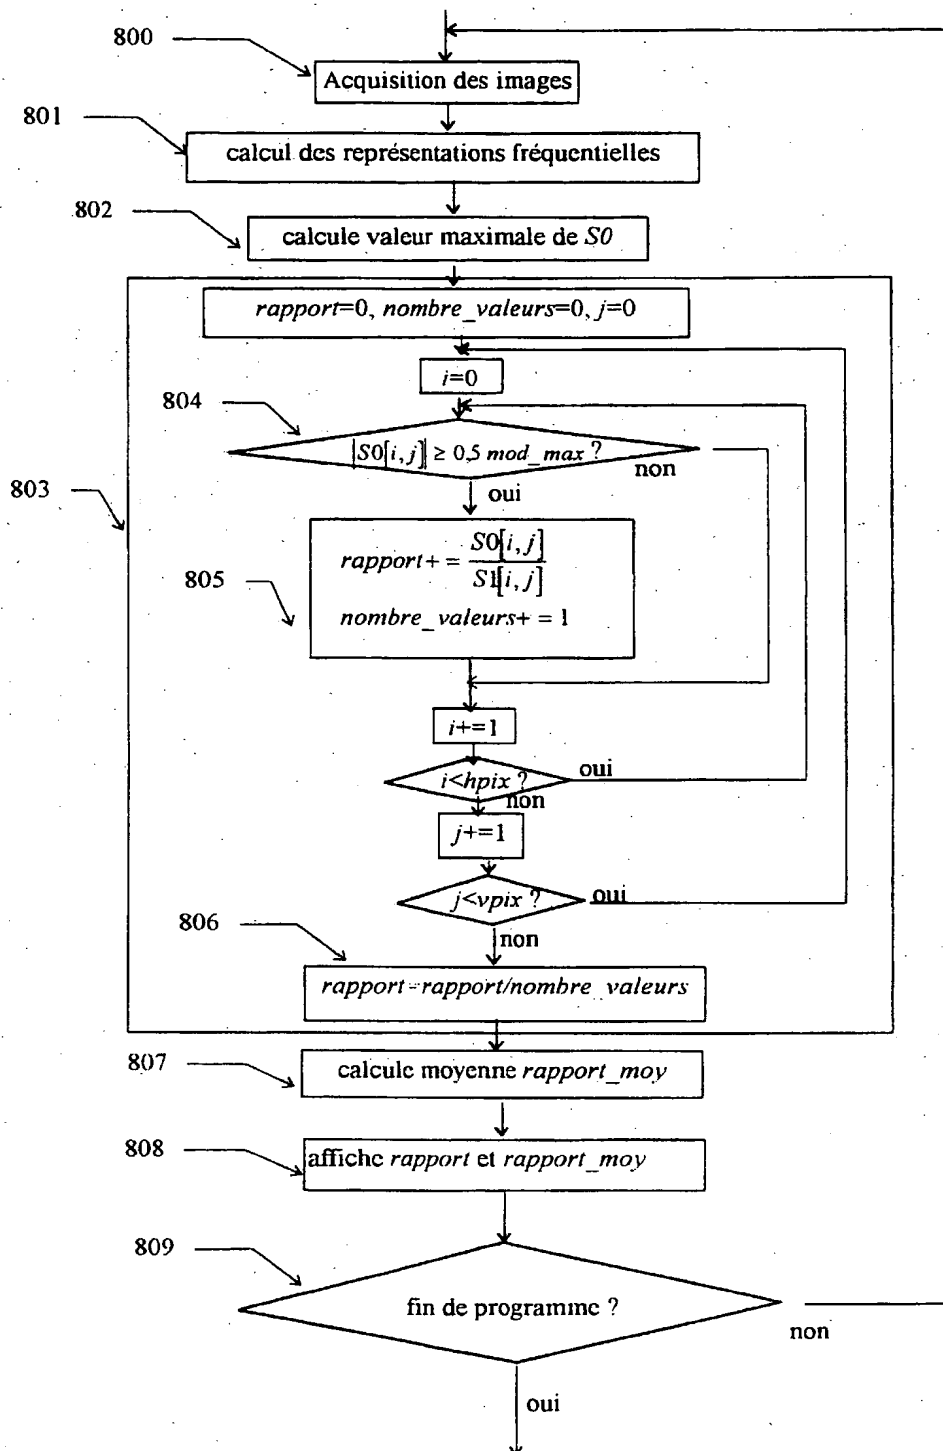 800
Acquisition des images
801
calcul des représentations fréquentielles
802
calcule valeur maximale de S0
rapport=0, nombre_valeurs=0, j=0
i=0
804
|S0[i,j]| ≥ 0,5 mod_max ?
non
oui
803
rapport+ = S0[i,j]
S1[i,j]
805
nombre_valeurs+ = 1
i+=1
i<hpix ?
oui
non
j+=1
j<vpix ?
oui
806
non
rapport=rapport/nombre_valeurs
807
calcule moyenne rapport_moy
808
affiche rapport et rapport_moy
809
fin de programme ?
non
oui